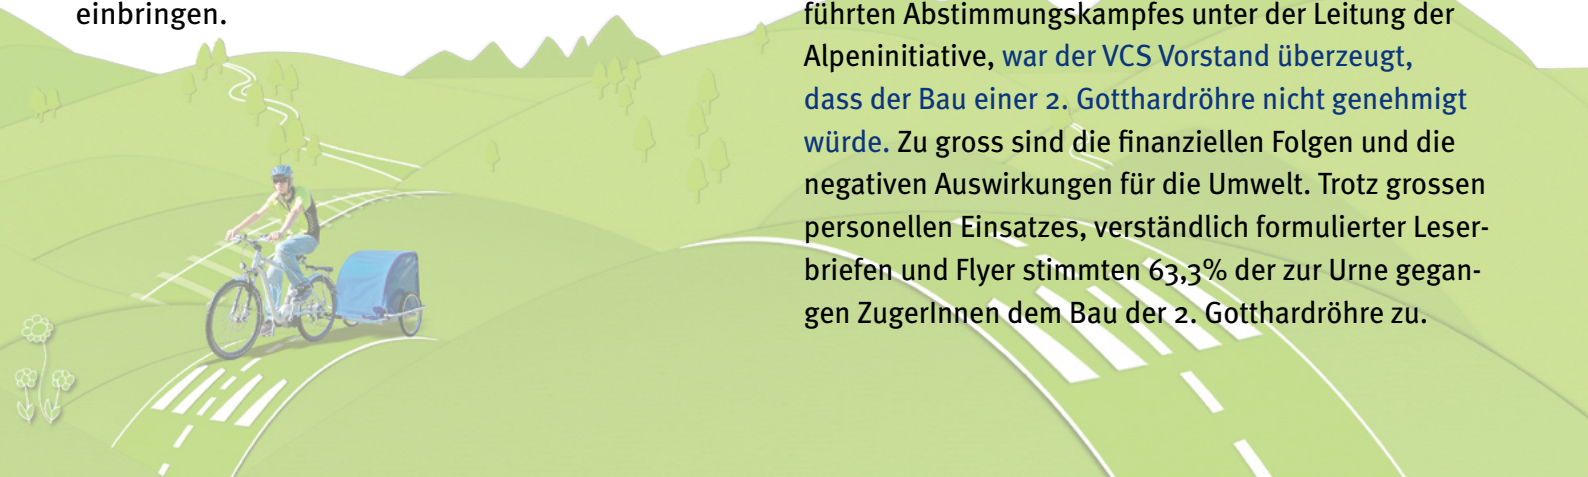 einbringen.
führten Abstimmungskampfes unter der Leitung der
Alpeninitiative, war der VCS Vorstand überzeugt,
dass der Bau einer 2. Gotthardröhre nicht genehmigt
würde. Zu gross sind die finanziellen Folgen und die
negativen Auswirkungen für die Umwelt. Trotz grossen
personellen Einsatzes, verständlich formulierter Leser-
briefen und Flyer stimmten 63,3% der zur Urne gegan-
gen ZugerInnen dem Bau der 2. Gotthardröhre zu.